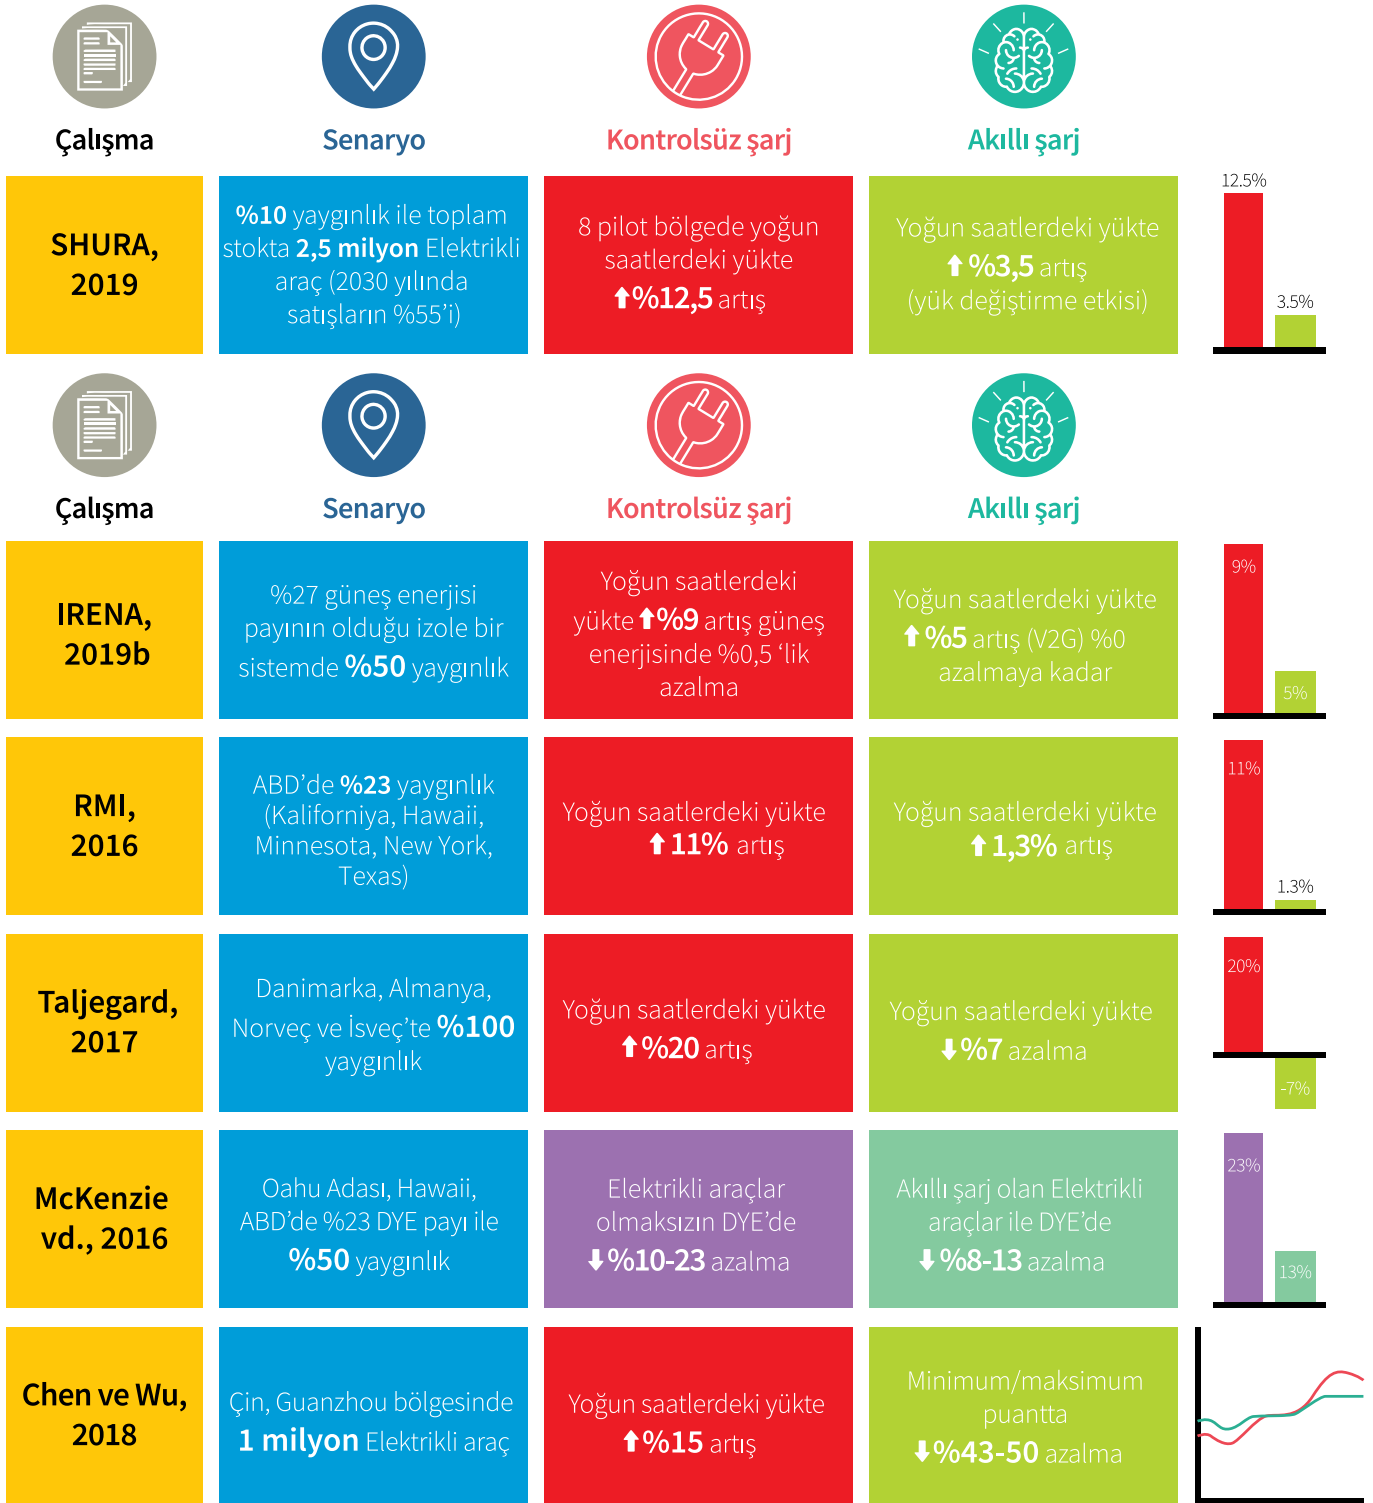 Çalışma
Senaryo
Kontrolsüz şarj
Akıllı şarj
SHURA,
2019
%10 yaygınlık ile toplam
stokta 2,5 milyon Elektrikli
araç (2030 yılında
satışların %55’i)
8 pilot bölgede yoğun
saatlerdeki yükte
⬆%12,5 artış
Yoğun saatlerdeki yükte
⬆%3,5 artış
(yük değiştirme etkisi)
12.5%
3.5%
Çalışma
Senaryo
Kontrolsüz şarj
Akıllı şarj
IRENA,
2019b
%27 güneş enerjisi
payının olduğu izole bir
sistemde %50 yaygınlık
Yoğun saatlerdeki
yükte ⬆%9 artış güneş
enerjisinde %0,5 ‘lik
azalma
Yoğun saatlerdeki yükte
⬆%5 artış (V2G) %0
azalmaya kadar
9%
5%
RMI,
2016
ABD’de %23 yaygınlık
(Kaliforniya, Hawaii,
Minnesota, New York,
Texas)
Yoğun saatlerdeki yükte
⬆11% artış
Yoğun saatlerdeki yükte
⬆1,3% artış
11%
1.3%
Taljegard,
2017
Danimarka, Almanya,
Norveç ve İsveç’te %100
yaygınlık
Yoğun saatlerdeki yükte
⬆%20 artış
Yoğun saatlerdeki yükte
⬇%7 azalma
20%
-7%
McKenzie
vd., 2016
Oahu Adası, Hawaii,
ABD’de %23 DYE payı ile
%50 yaygınlık
Elektrikli araçlar
olmaksızın DYE’de
⬇%10-23 azalma
Akıllı şarj olan Elektrikli
araçlar ile DYE’de
⬇%8-13 azalma
23%
13%
Chen ve Wu,
2018
Çin, Guanzhou bölgesinde
1 milyon Elektrikli araç
Yoğun saatlerdeki yükte
⬆%15 artış
Minimum/maksimum
puantta
⬇%43-50 azalma